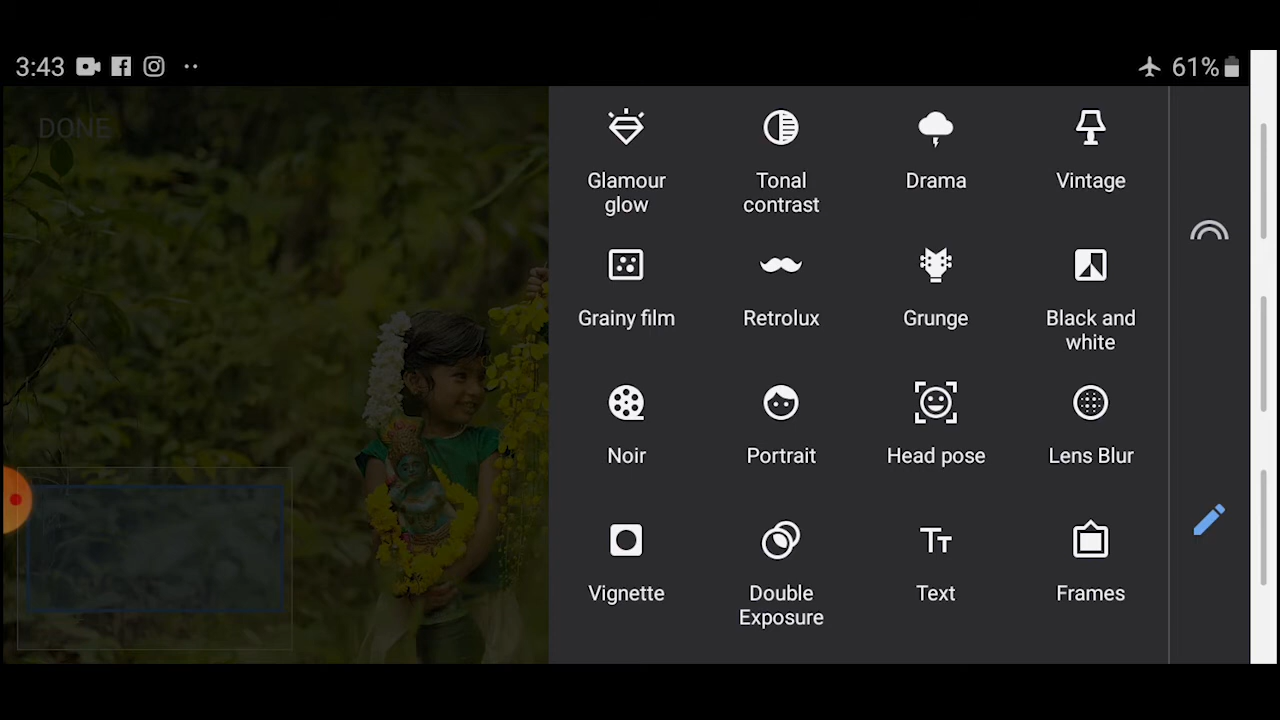 3:43
61%
DONE
Glamour
glow
Tonal
contrast
Drama
Vintage
Grainy film
Retrolux
Grunge
Black and
white
Noir
Portrait
Head pose
Lens Blur
Vignette
Double
Exposure
Text
Frames